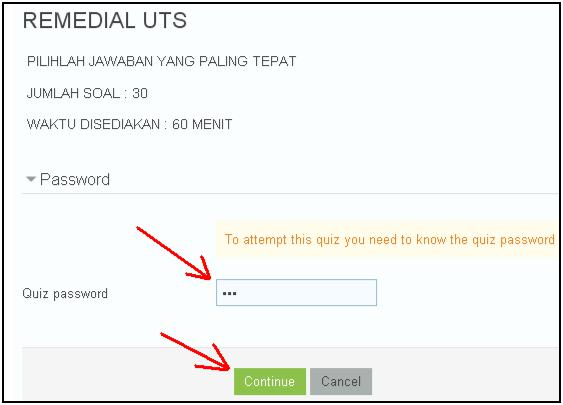 REMEDIAL UTS
PILIHLAH JAWABAN YANG PALING TEPAT
JUMLAH SOAL : 30
WAKTU DISEDIAKAN : 60 MENIT
Password
To attempt this quiz you need to know the quiz password
Quiz password
•••
Continue Cancel